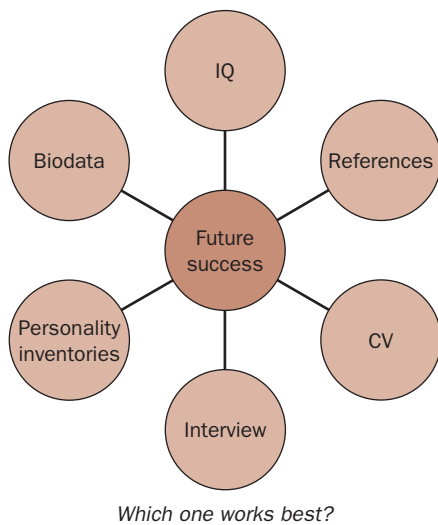 IQ
Biodata
References
Future
success
Personality
inventories
CV
Interview
Which one works best?